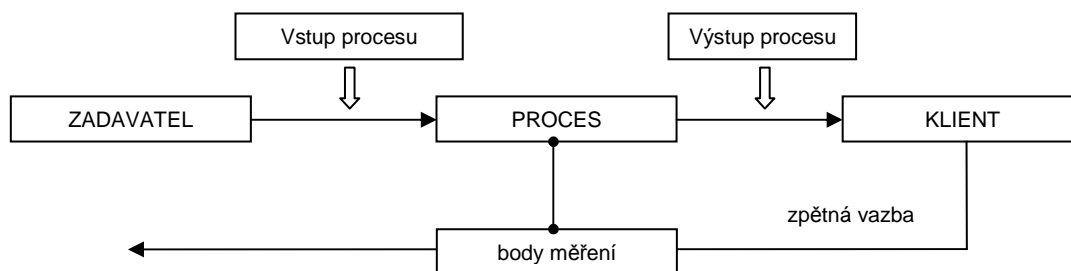 Vstup procesu
Výstup procesu
ZADAVATEL
PROCES
KLIENT
zpětná vazba
body měření